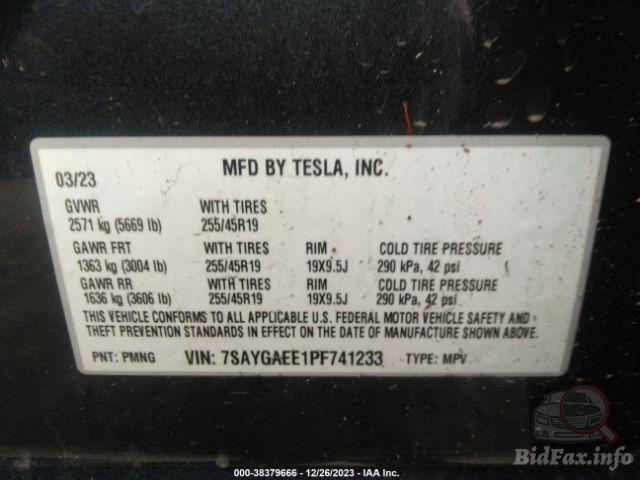 MFD BY TESLA, INC.
03/23
GVWR WITH TIRES
2571 kg (5669 lb) 255/45R19
GAWR FRT WITH TIRES RIM COLD TIRE PRESSURE
1363 kg (3004 lb) 255/45R19 19X9.5J 290 kPa, 42 psi
GAWR RR WITH TIRES RIM COLD TIRE PRESSURE
1636 kg (3606 lb) 255/45R19 19X9.5J 290 kPa, 42 psi
THIS VEHICLE CONFORMS TO ALL APPLICABLE U.S. FEDERAL MOTOR VEHICLE SAFETY AND
THEFT PREVENTION STANDARDS IN EFFECT ON THE DATE OF MANUFACTURE SHOWN ABOVE.
PNT: PMNG VIN: 7SAYGAEE1PF741233 TYPE: MPV
BidFax.info
000-38379666 - 12/26/2023 - IAA Inc.